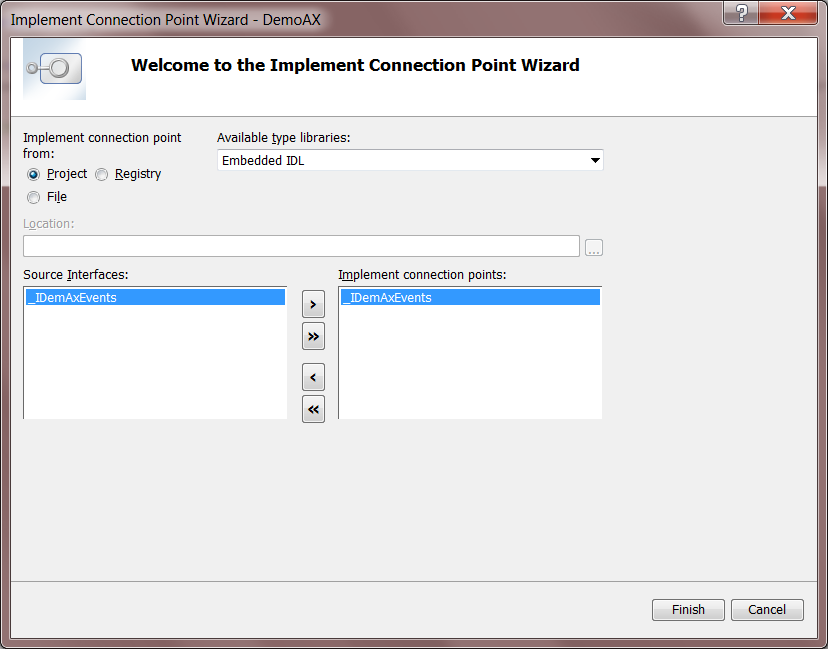 Implement Connection Point Wizard - DemoAX
?
Welcome to the Implement Connection Point Wizard
Implement connection point
from:
Available type libraries:
Embedded IDL
Project
Registry
File
Location:
...
Source Interfaces:
Implement connection points:
_IDemAxEvents
_IDemAxEvents
>
>>
<
<<
Finish
Cancel